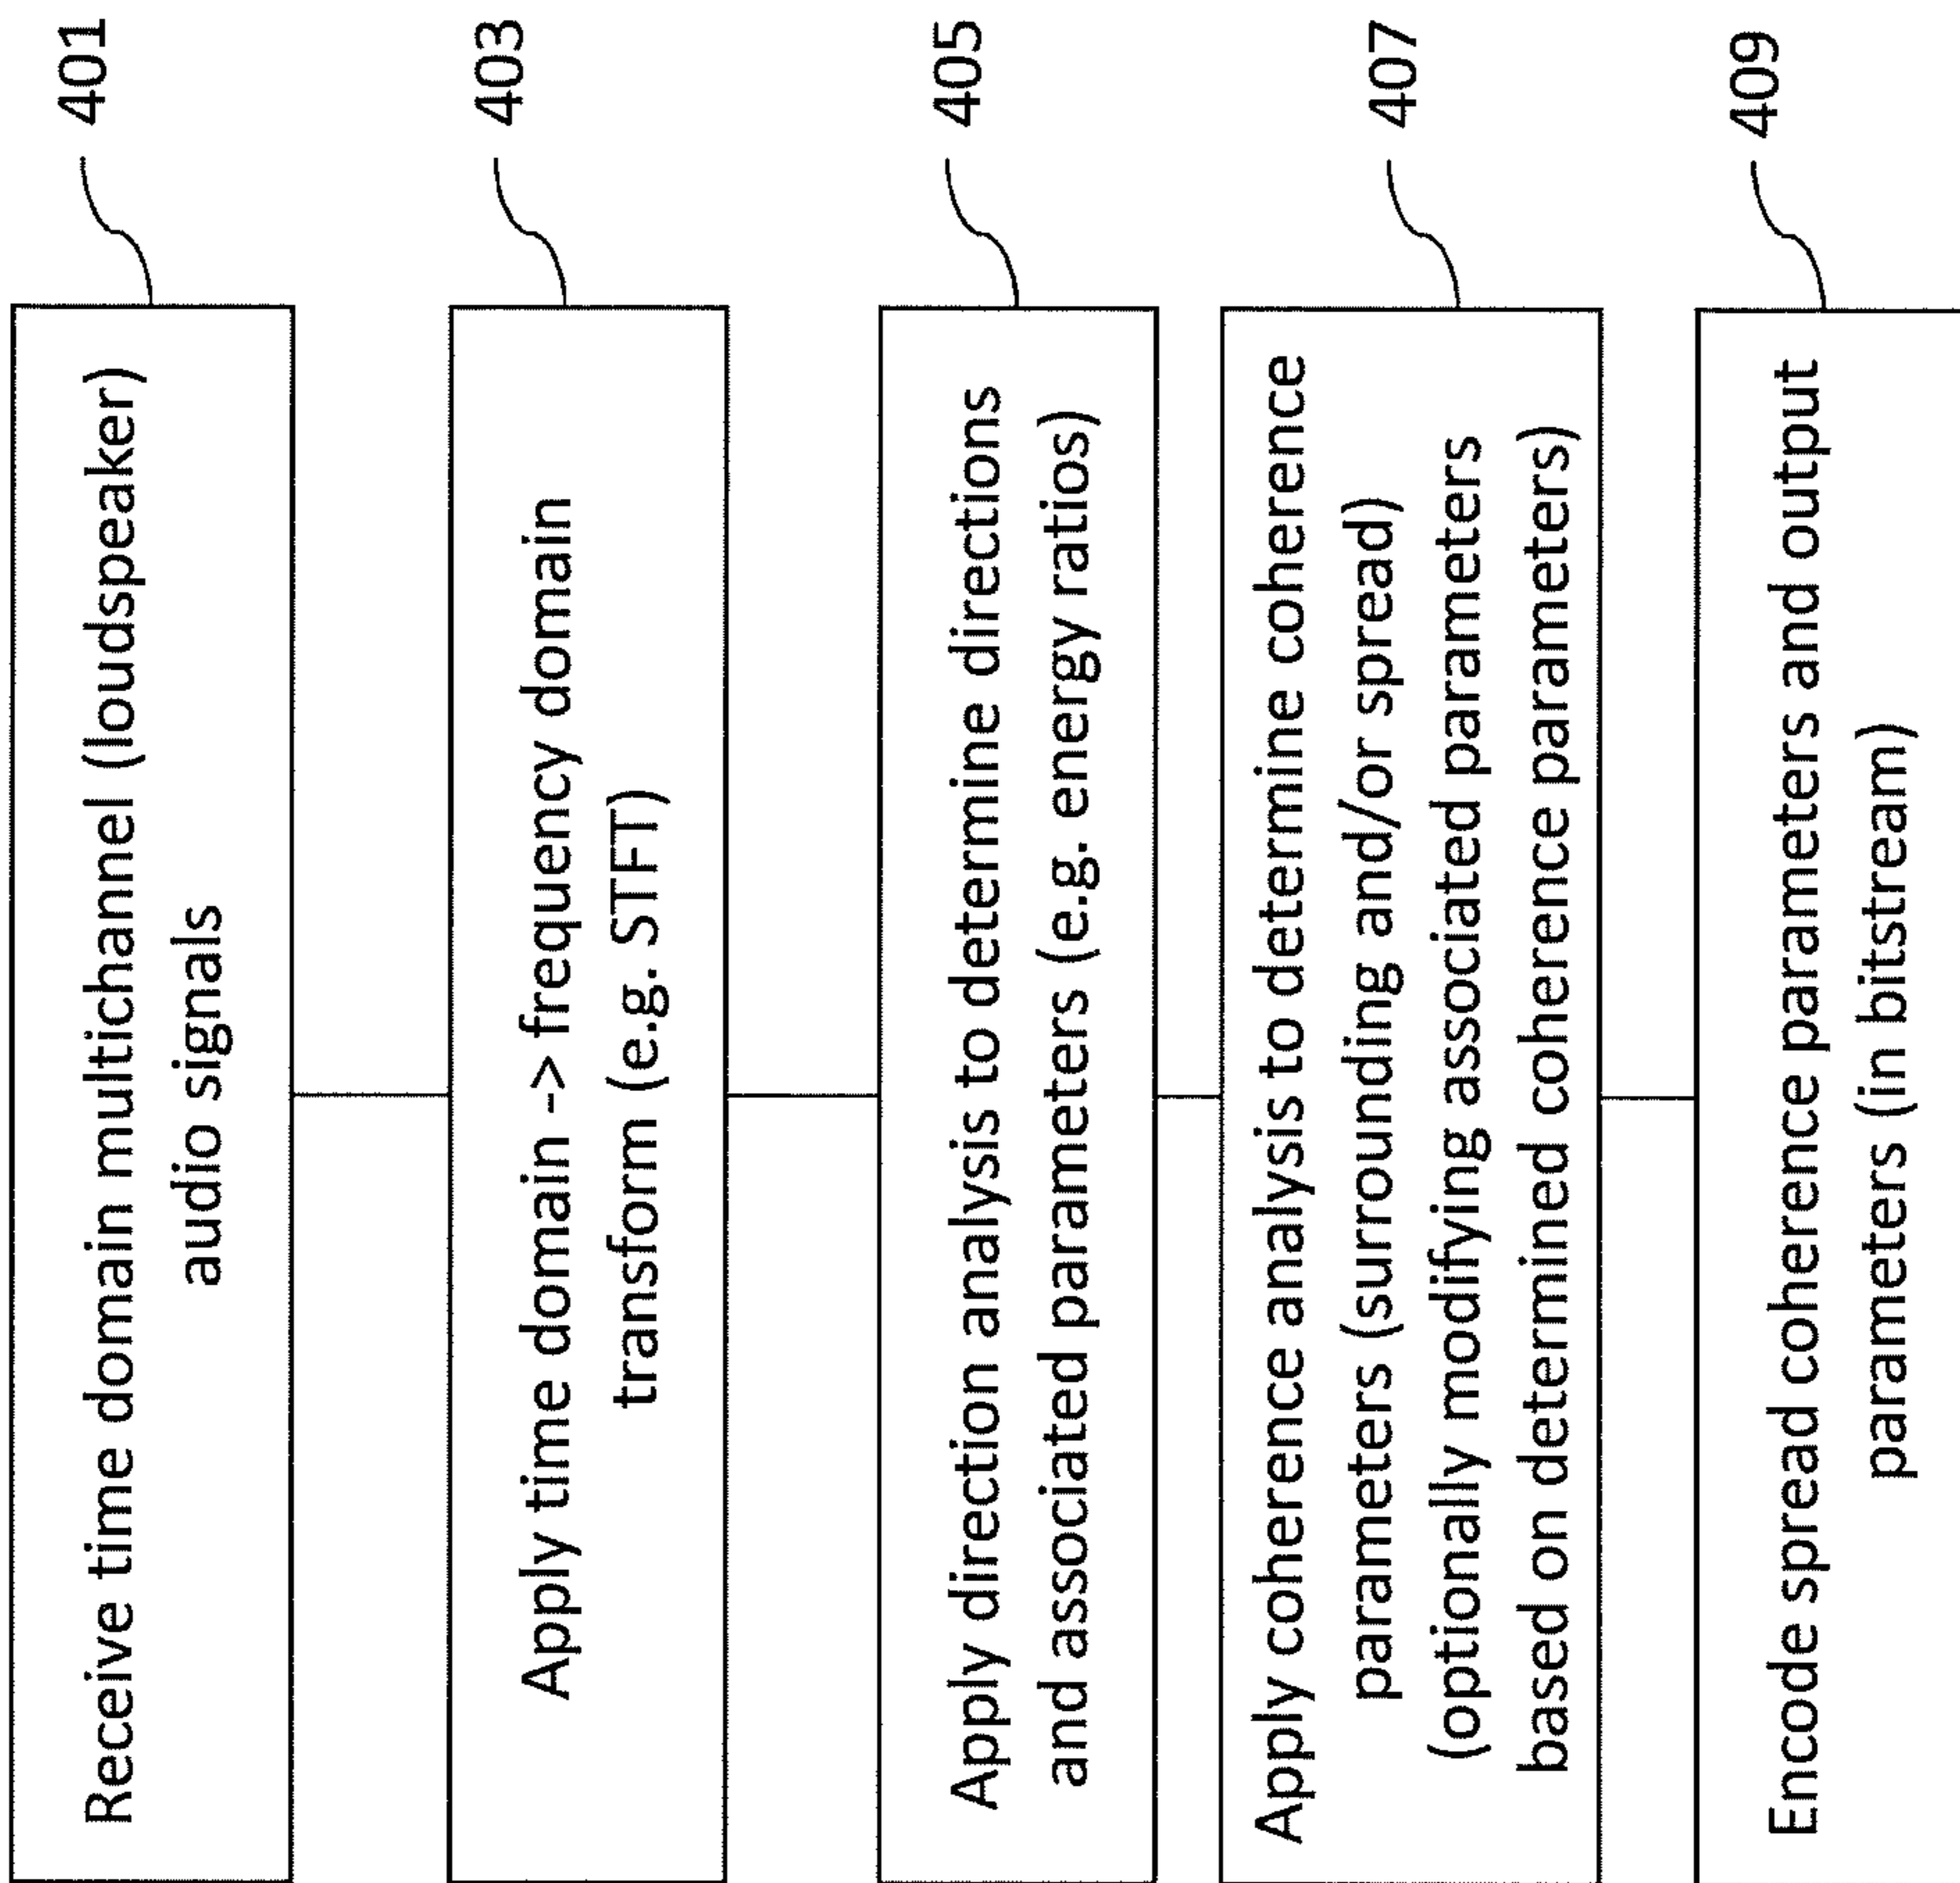 Receive time domain multichannel (loudspeaker)
audio signals
401
Apply time domain -> frequency domain
transform (e.g. STFT)
403
Apply direction analysis to determine directions
and associated parameters (e.g. energy ratios)
405
Apply coherence analysis to determine coherence
parameters (surrounding and/or spread)
(optionally modifying associated parameters
based on determined coherence parameters)
407
Encode spread coherence parameters and output
parameters (in bitstream)
409